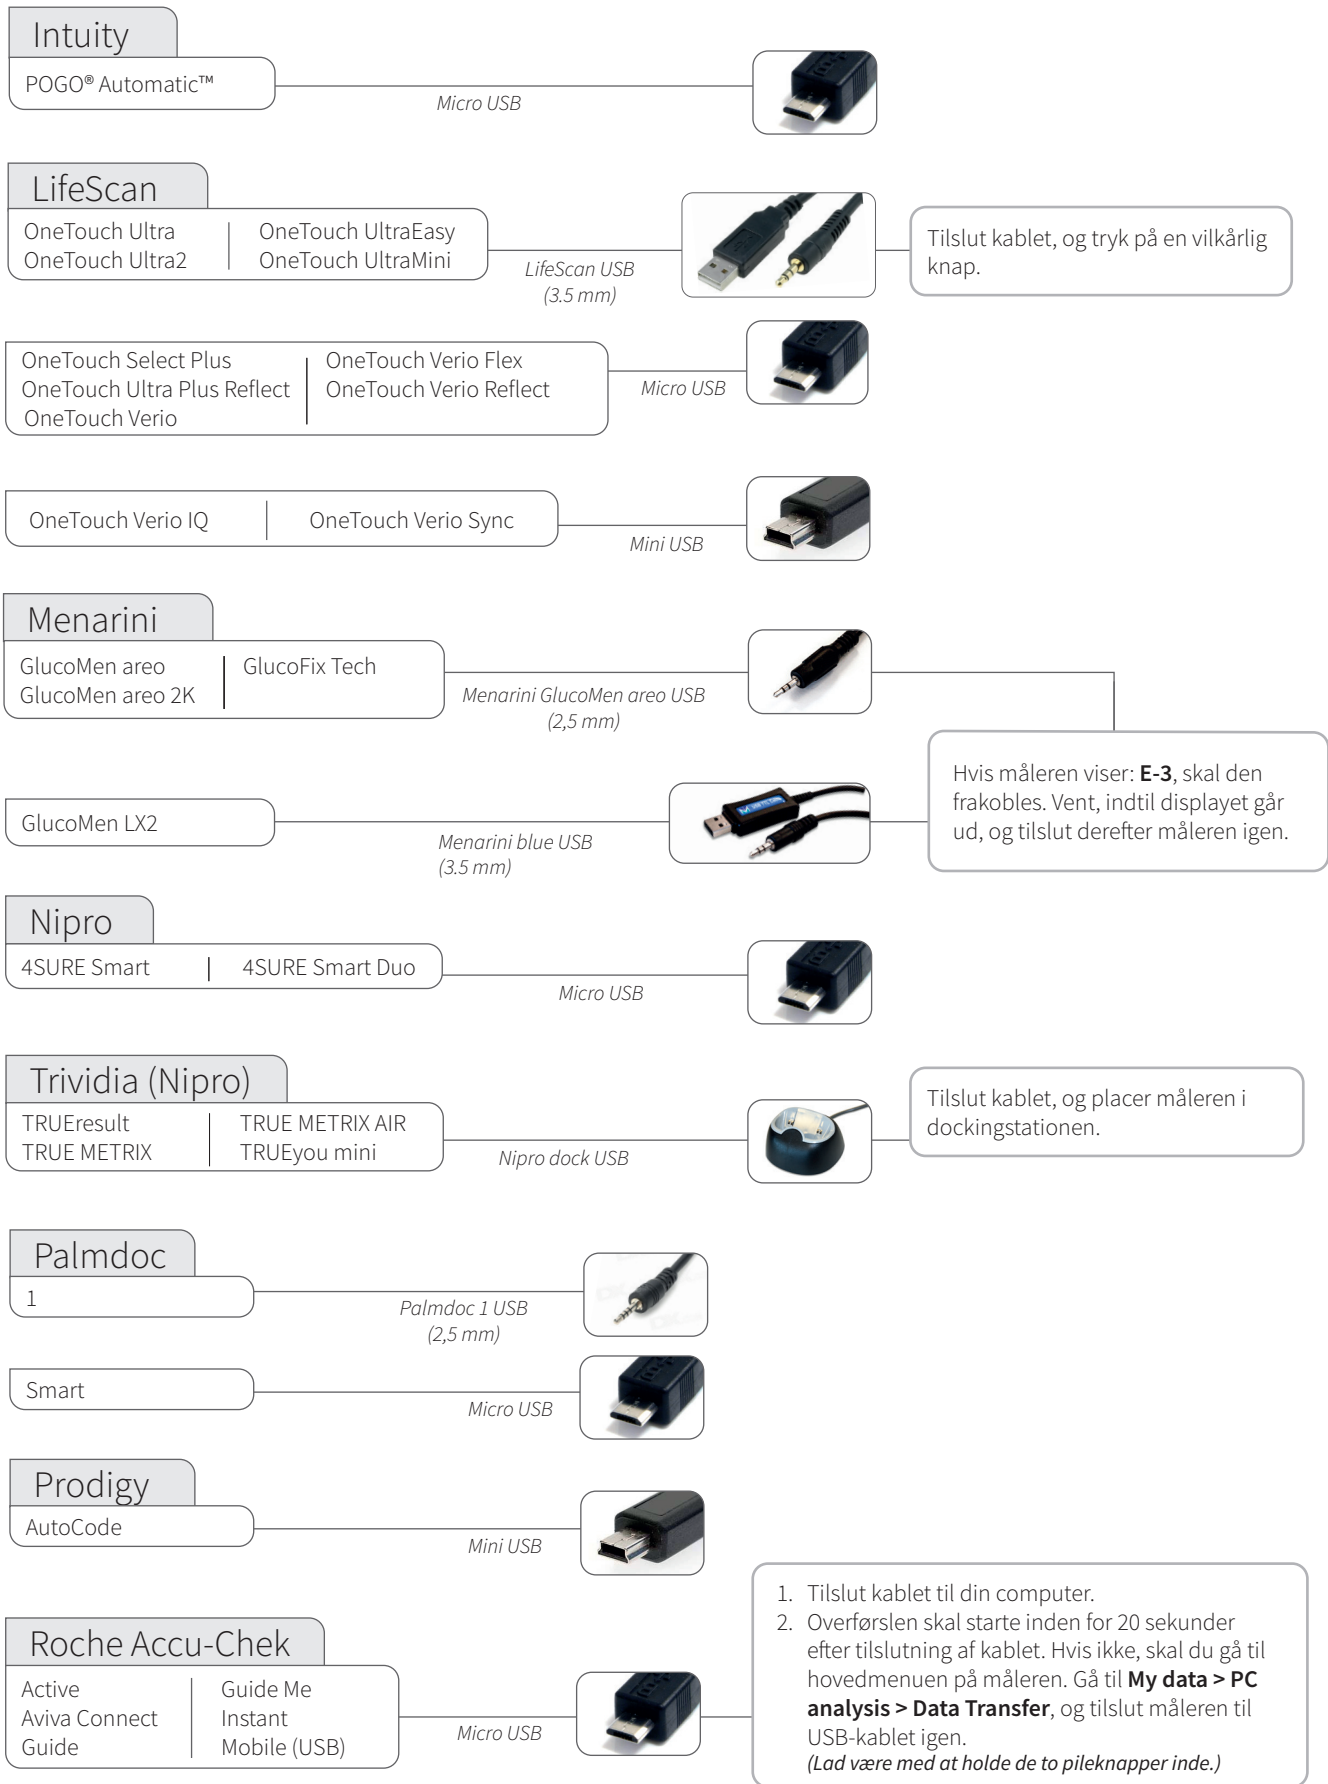 Intuity
POGO® Automatic™
Micro USB
LifeScan
OneTouch Ultra
OneTouch Ultra2
OneTouch UltraEasy
OneTouch UltraMini
LifeScan USB
(3.5 mm)
Tilslut kablet, og tryk på en vilkårlig
knap.
OneTouch Select Plus
OneTouch Ultra Plus Reflect
OneTouch Verio
OneTouch Verio Flex
OneTouch Verio Reflect
Micro USB
OneTouch Verio IQ
OneTouch Verio Sync
Mini USB
Menarini
GlucoMen areo
GlucoMen areo 2K
GlucoFix Tech
Menarini GlucoMen areo USB
(2,5 mm)
Hvis måleren viser: E-3, skal den
frakobles. Vent, indtil displayet går
ud, og tilslut derefter måleren igen.
GlucoMen LX2
Menarini blue USB
(3.5 mm)
Nipro
4SURE Smart
4SURE Smart Duo
Micro USB
Trividia (Nipro)
TRUEresult
TRUE METRIX
TRUE METRIX AIR
TRUEyou mini
Nipro dock USB
Tilslut kablet, og placer måleren i
dockingstationen.
Palmdoc
1
Palmdoc 1 USB
(2,5 mm)
Smart
Micro USB
Prodigy
AutoCode
Mini USB
Roche Accu-Chek
Active
Aviva Connect
Guide
Guide Me
Instant
Mobile (USB)
Micro USB
1. Tilslut kablet til din computer.
2. Overførslen skal starte inden for 20 sekunder
efter tilslutning af kablet. Hvis ikke, skal du gå til
hovedmenuen på måleren. Gå til My data > PC
analysis > Data Transfer, og tilslut måleren til
USB-kablet igen.
(Lad være med at holde de to pileknapper inde.)